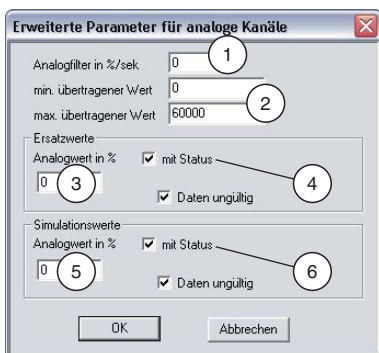 Erweiterte Parameter für analoge Kanäle
Analogfilter in %/sek 0 1
min. übertragener Wert 0
max. übertragener Wert 60000 2
Ersatzwerte
Analogwert in % mit Status
0 3 4
Daten ungültig
Simulationswerte
Analogwert in % mit Status
0 5 6
Daten ungültig
OK Abbrechen